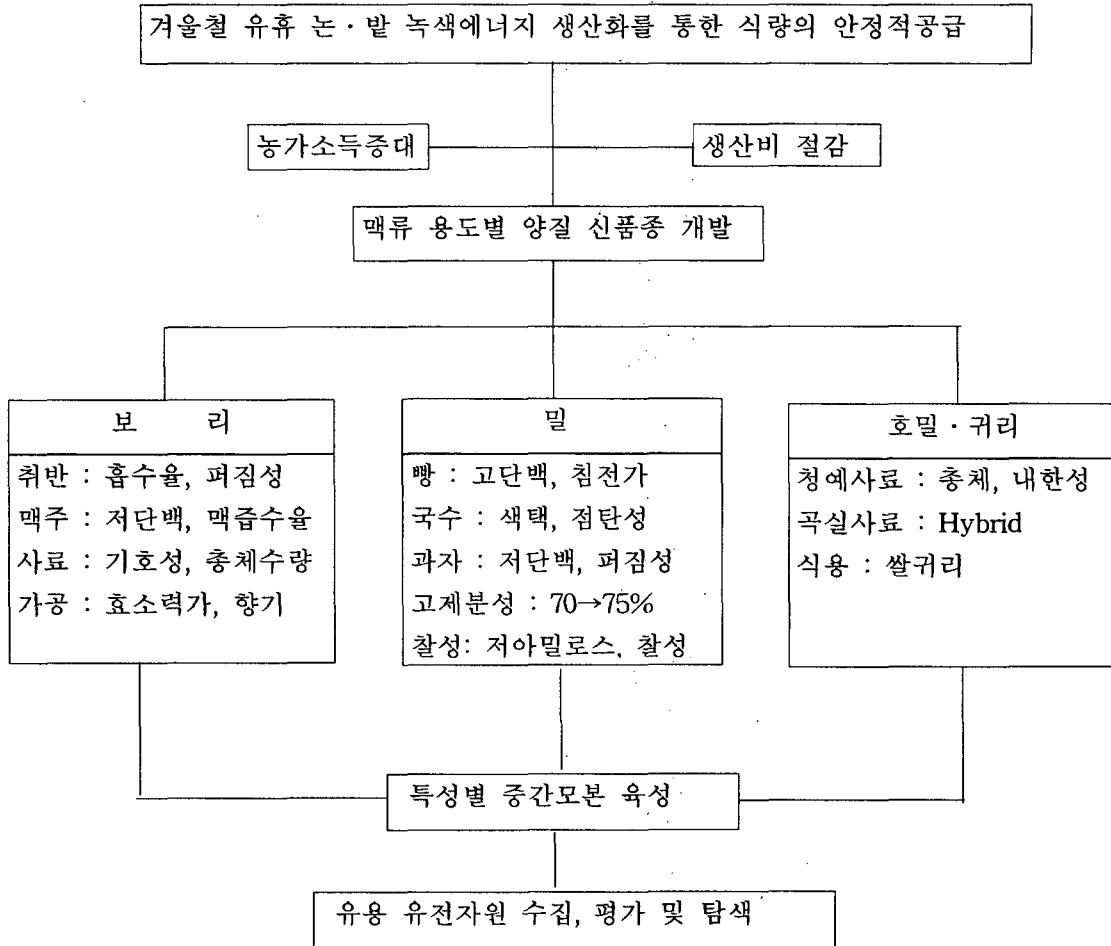 겨울철 유휴 논·밭 녹색에너지 생산화를 통한 식량의 안정적공급
농가소득증대
생산비 절감
맥류 용도별 양질 신품종 개발
보 리
취반 : 흡수율, 퍼짐성
맥주 : 저단백, 맥즙수율
사료 : 기호성, 총체수량
가공 : 효소력가, 향기
밀
빵 : 고단백, 침전가
국수 : 색택, 점탄성
과자 : 저단백, 퍼짐성
고제분성 : 70→75%
찰성: 저아밀로스, 찰성
호밀·귀리
청예사료 : 총체, 내한성
곡실사료 : Hybrid
식용 : 쌀귀리
특성별 중간모본 육성
유용 유전자원 수집, 평가 및 탐색